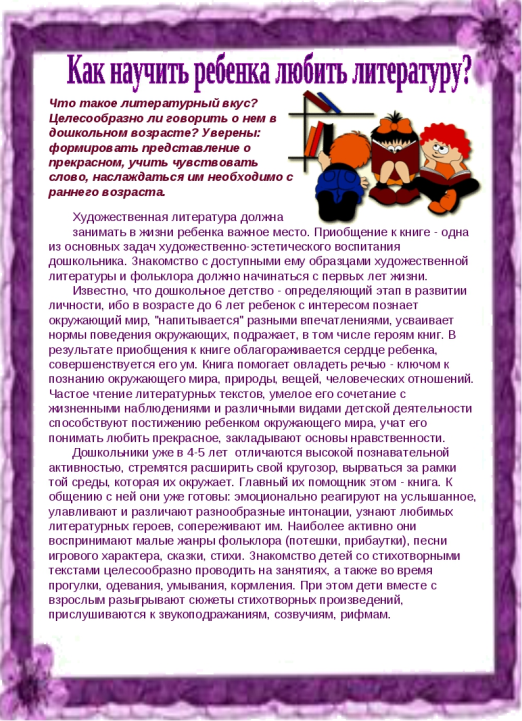 Как научить ребенка любить литературу?
Что такое литературный вкус?
Целесообразно ли говорить о нем в
дошкольном возрасте? Уверены:
формировать представление о
прекрасном, учить чувствовать
слово, наслаждаться им необходимо с
раннего возраста.
Художественная литература должна
занимать в жизни ребенка важное место. Приобщение к книге - одна
из основных задач художественно-эстетического воспитания
дошкольника. Знакомство с доступными ему образцами художественной
литературы и фольклора должно начинаться с первых лет жизни.
Известно, что дошкольное детство - определяющий этап в развитии
личности, ибо в возрасте до 6 лет ребенок с интересом познает
окружающий мир, "напитывается" разными впечатлениями, усваивает
нормы поведения окружающих, подражает, в том числе героям книг. В
результате приобщения к книге облагораживается сердце ребенка,
совершенствуется его ум. Книга помогает овладеть речью - ключом к
познанию окружающего мира, природы, вещей, человеческих отношений.
Частое чтение литературных текстов, умелое его сочетание с
жизненными наблюдениями и различными видами детской деятельности
способствуют постижению ребенком окружающего мира, учат его
понимать любить прекрасное, закладывают основы нравственности.
Дошкольники уже в 4-5 лет отличаются высокой познавательной
активностью, стремятся расширить свой кругозор, вырваться за рамки
той среды, которая их окружает. Главный их помощник этом - книга. К
общению с ней они уже готовы: эмоционально реагируют на услышанное,
улавливают и различают разнообразные интонации, узнают любимых
литературных героев, сопереживают им. Наиболее активно они
воспринимают малые жанры фольклора (потешки, прибаутки), песни
игрового характера, сказки, стихи. Знакомство детей со стихотворными
текстами целесообразно проводить на занятиях, а также во время
прогулки, одевания, умывания, кормления. При этом дети вместе с
взрослым разыгрывают сюжеты стихотворных произведений,
прислушиваются к звукоподражаниям, созвучиям, рифмам.